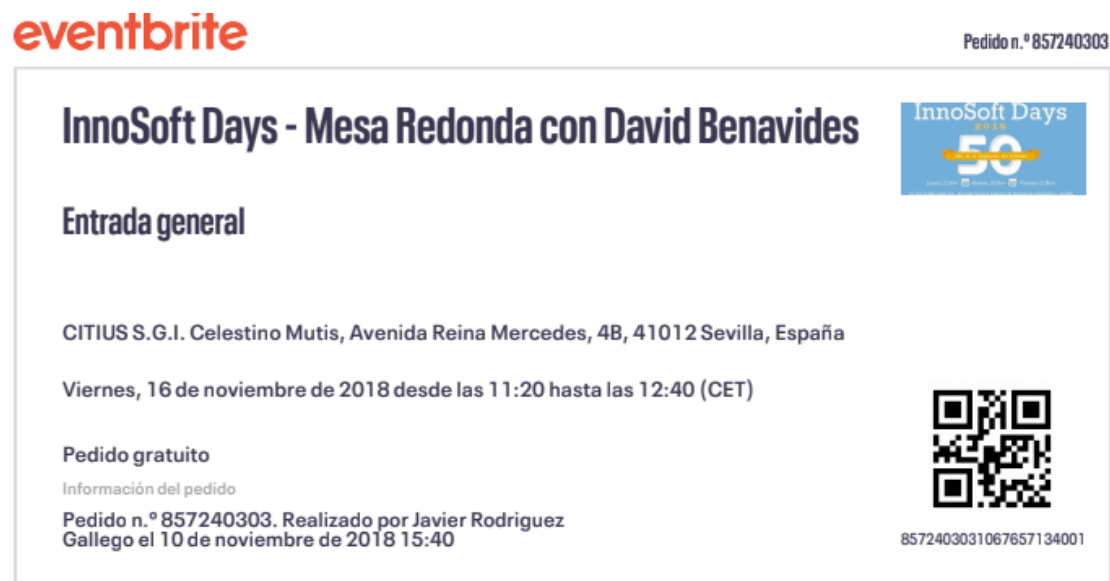 eventbrite
Pedido n.º 857240303
InnoSoft Days - Mesa Redonda con David Benavides
InnoSoft Days
2018
50
Entrada general
CITIUS S.G.I. Celestino Mutis, Avenida Reina Mercedes, 4B, 41012 Sevilla, España
Viernes, 16 de noviembre de 2018 desde las 11:20 hasta las 12:40 (CET)
Pedido gratuito
Información del pedido
Pedido n.º 857240303. Realizado por Javier Rodriguez
Gallego el 10 de noviembre de 2018 15:40
8572403031067657134001